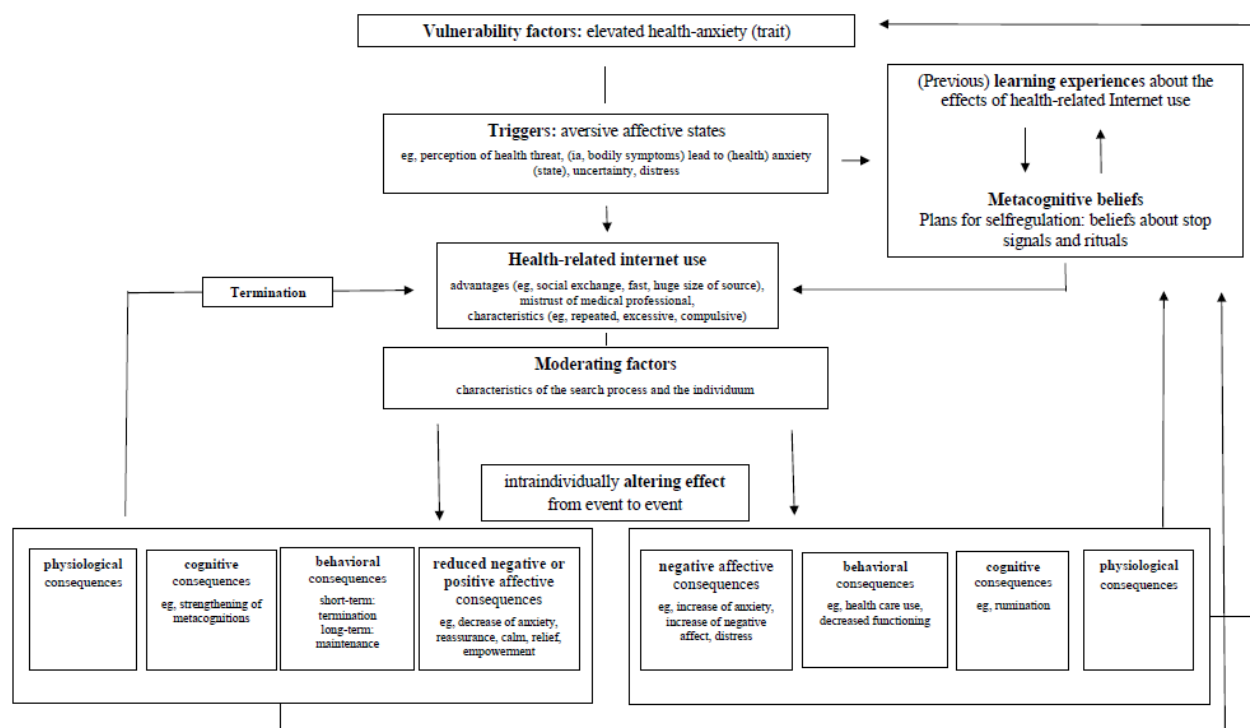 Vulnerability factors: elevated health-anxiety (trait)
(Previous) learning experiences about the
effects of health-related Internet use
Triggers: aversive affective states
eg, perception of health threat, (ia, bodily symptoms) lead to (health) anxiety
(state), uncertainty, distress
Metacognitive beliefs
Plans for selfregulation: beliefs about stop
signals and rituals
Health-related internet use
advantages (eg, social exchange, fast, huge size of source),
mistrust of medical professional,
characteristics (eg, repeated, excessive, compulsive)
Termination
Moderating factors
characteristics of the search process and the individuum
intraindividually altering effect
from event to event
physiological
consequences
cognitive
consequences
eg, strengthening of
metacognitions
behavioral
consequences
short-term:
termination
long-term:
maintenance
reduced negative or
positive affective
consequences
eg, decrease of anxiety,
reassurance, calm, relief,
empowerment
negative affective
consequences
eg, increase of anxiety,
increase of negative
affect, distress
behavioral
consequences
eg, health care use,
decreased functioning
cognitive
consequences
eg, rumination
physiological
consequences